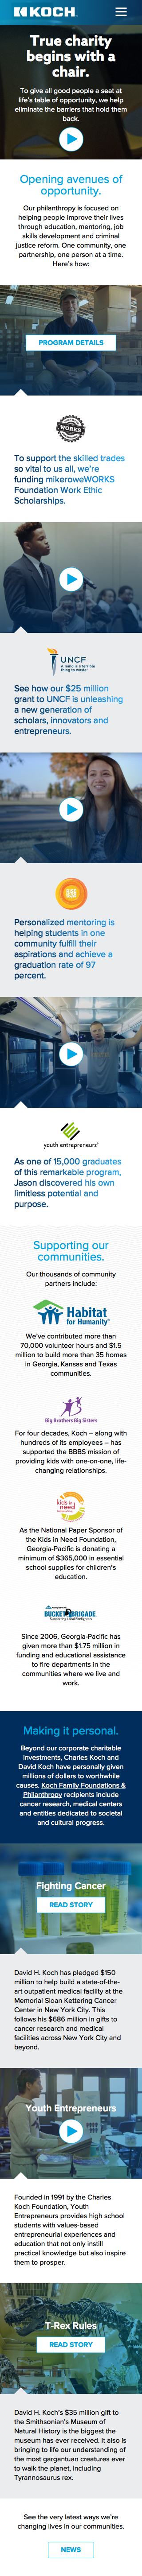 KOCH
True charity
begins with a
chair.
To give all good people a seat at
life's table of opportunity, we help
eliminate the barriers that hold them
back.
Opening avenues of
opportunity.
Our philanthropy is focused on
helping people improve their lives
through education, mentoring, job
skills development and criminal
justice reform. One community, one
partnership, one person at a time.
Here's how:
PROGRAM DETAILS
WORKS
To support the skilled trades
so vital to us all, we're
funding mikeroweWORKS
Foundation Work Ethic
Scholarships.
UNCF
A mind is a terrible
thing to waste
See how our $25 million
grant to UNCF is unleashing
a new generation of
scholars, innovators and
entrepreneurs.
Personalized mentoring is
helping students in one
community fulfill their
aspirations and achieve a
graduation rate of 97
percent.
youth entrepreneurs
As one of 15,000 graduates
of this remarkable program,
Jason discovered his own
limitless potential and
purpose.
Supporting our
communities.
Our thousands of community
partners include:
Habitat
for Humanity
We've contributed more than
70,000 volunteer hours and $1.5
million to build more than 35 homes
in Georgia, Kansas and Texas
communities.
Big Brothers Big Sisters
For four decades, Koch – along with
hundreds of its employees – has
supported the BBBS mission of
providing kids with one-on-one, life-
changing relationships.
kids in
need
As the National Paper Sponsor of
the Kids in Need Foundation,
Georgia-Pacific is donating a
minimum of $365,000 in essential
school supplies for children's
education.
BUCKET BRIGADE
Supporting Local Firefighters
Since 2006, Georgia-Pacific has
given more than $1.75 million in
funding and educational assistance
to fire departments in the
communities where we live and
work.
Making it personal.
Beyond our corporate charitable
investments, Charles Koch and
David Koch have personally given
millions of dollars to worthwhile
causes. Koch Family Foundations &
Philanthropy recipients include
cancer research, medical centers
and entities dedicated to societal
and cultural progress.
Fighting Cancer
READ STORY
David H. Koch has pledged $150
million to help build a state-of-the-
art outpatient medical facility at the
Memorial Sloan Kettering Cancer
Center in New York City. This
follows his $686 million in gifts to
cancer research and medical
facilities across New York City and
beyond.
Youth Entrepreneurs
Founded in 1991 by the Charles
Koch Foundation, Youth
Entrepreneurs provides high school
students with values-based
entrepreneurial experiences and
education that not only instill
practical knowledge but also inspire
them to prosper.
T-Rex Rules
READ STORY
David H. Koch's $35 million gift to
the Smithsonian's Museum of
Natural History is the biggest the
museum has ever received. It also is
bringing to life our understanding of
the most gargantuan creatures ever
to walk the planet, including
Tyrannosaurus rex.
See the very latest ways we're
changing lives in our communities.
NEWS